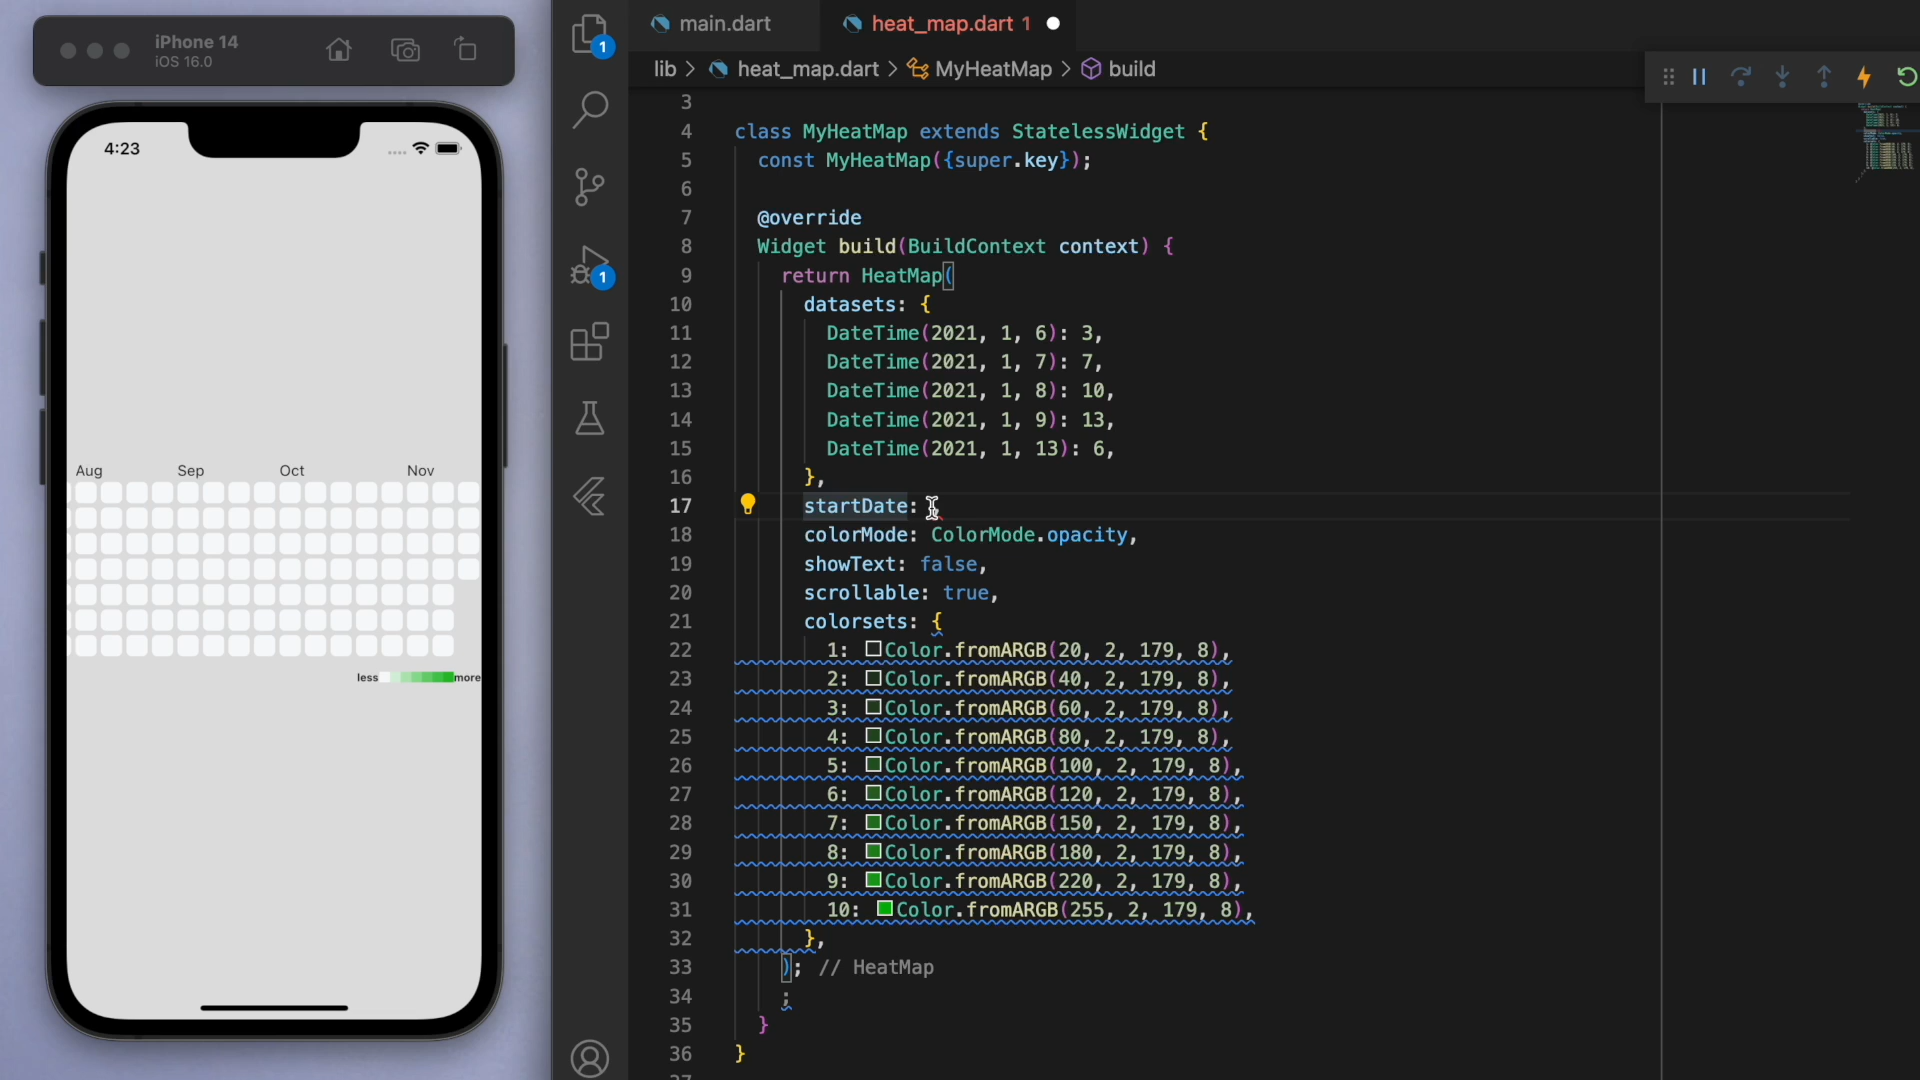 iPhone 14
iOS 16.0
4:23
Aug Sep Oct Nov
less more
1
1
main.dart
heat_map.dart 1
lib > heat_map.dart > MyHeatMap > build
3
4 class MyHeatMap extends StatelessWidget {
5 const MyHeatMap({super.key});
6
7 @override
8 Widget build(BuildContext context) {
9 return HeatMap(
10 datasets: {
11 DateTime(2021, 1, 6): 3,
12 DateTime(2021, 1, 7): 7,
13 DateTime(2021, 1, 8): 10,
14 DateTime(2021, 1, 9): 13,
15 DateTime(2021, 1, 13): 6,
16 },
17 startDate: ,
18 colorMode: ColorMode.opacity,
19 showText: false,
20 scrollable: true,
21 colorsets: {
22 1: Color.fromARGB(20, 2, 179, 8),
23 2: Color.fromARGB(40, 2, 179, 8),
24 3: Color.fromARGB(60, 2, 179, 8),
25 4: Color.fromARGB(80, 2, 179, 8),
26 5: Color.fromARGB(100, 2, 179, 8),
27 6: Color.fromARGB(120, 2, 179, 8),
28 7: Color.fromARGB(150, 2, 179, 8),
29 8: Color.fromARGB(180, 2, 179, 8),
30 9: Color.fromARGB(220, 2, 179, 8),
31 10: Color.fromARGB(255, 2, 179, 8),
32 },
33 ); // HeatMap
34 ;
35 }
36 }
37